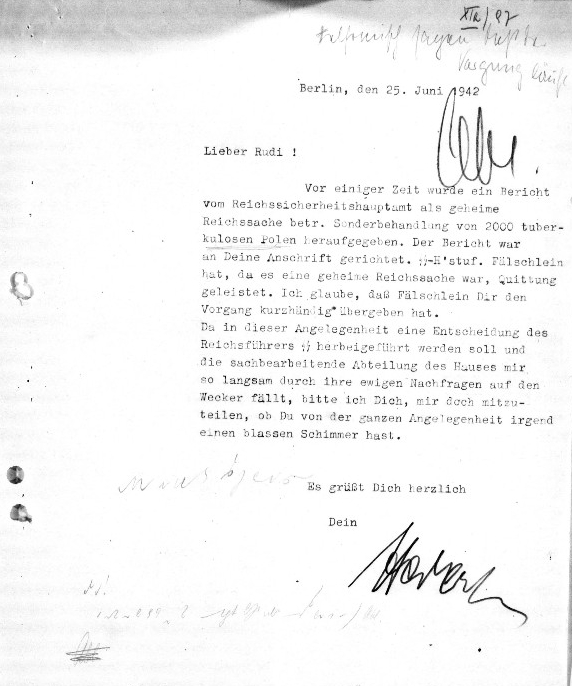 XIa/97
Berlin, den 25. Juni 1942
Lieber Rudi !
Vor einiger Zeit wurde ein Bericht
vom Reichssicherheitshauptamt als geheime
Reichssache betr. Sonderbehandlung von 2000 tuber-
kulosen Polen herausgegeben. Der Bericht war
an Deine Anschrift gerichtet. ᛋᛋ-H'stuf. Fälschlein
hat, da es eine geheime Reichssache war, Quittung
geleistet. Ich glaube, daß Fälschlein Dir den
Vorgang kurzhändig übergeben hat.
Da in dieser Angelegenheit eine Entscheidung des
Reichsführers ᛋᛋ herbeigeführt werden soll und
die sachbearbeitende Abteilung des Hauses mir
so langsam durch ihre ewigen Nachfragen auf den
Wecker fällt, bitte ich Dich, mir doch mitzu-
teilen, ob Du von der ganzen Angelegenheit irgend
einen blassen Schimmer hast.
Es grüßt Dich herzlich
Dein